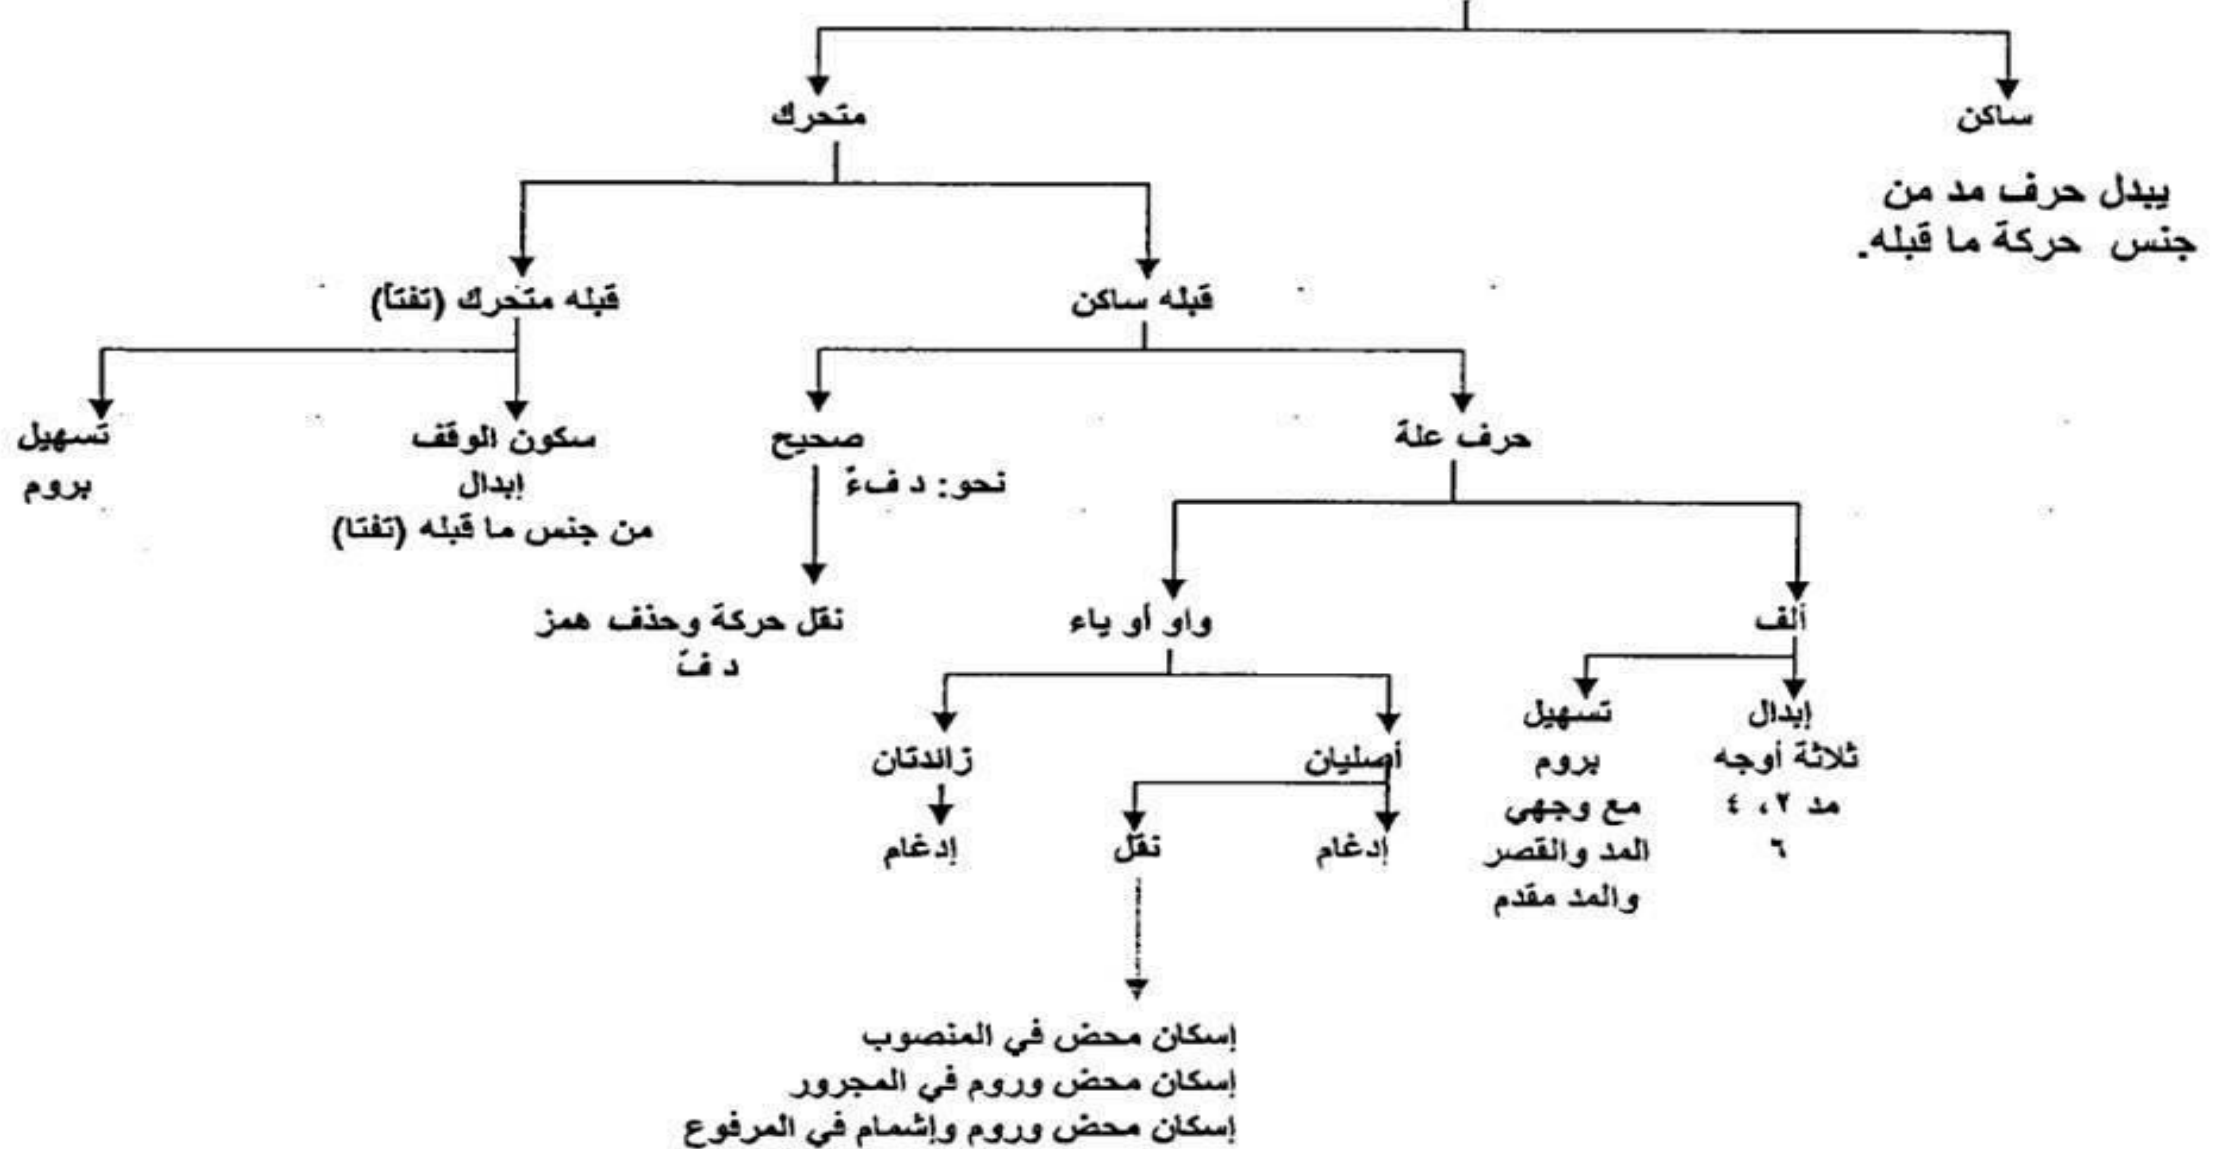 ساكن
يبدل حرف مد من
جنس حركة ما قبله.
متحرك
قبله ساكن
حرف علة
ألف
إبدال
ثلاثة أوجه
مد ٢، ٤
٦
تسهيل
بروم
مع وجهي
المد والقصر
والمد مقدم
واو أو ياء
أصليان
إدغام
نقل
إسكان محض في المنصوب
إسكان محض وروم في المجرور
إسكان محض وروم وإشمام في المرفوع
زائدتان
إدغام
صحيح
نحو: دفءٌ
نقل حركة وحذف همز
دفٌ
قبله متحرك (تفتأ)
سكون الوقف
إبدال
من جنس ما قبله (تفتا)
تسهيل
بروم